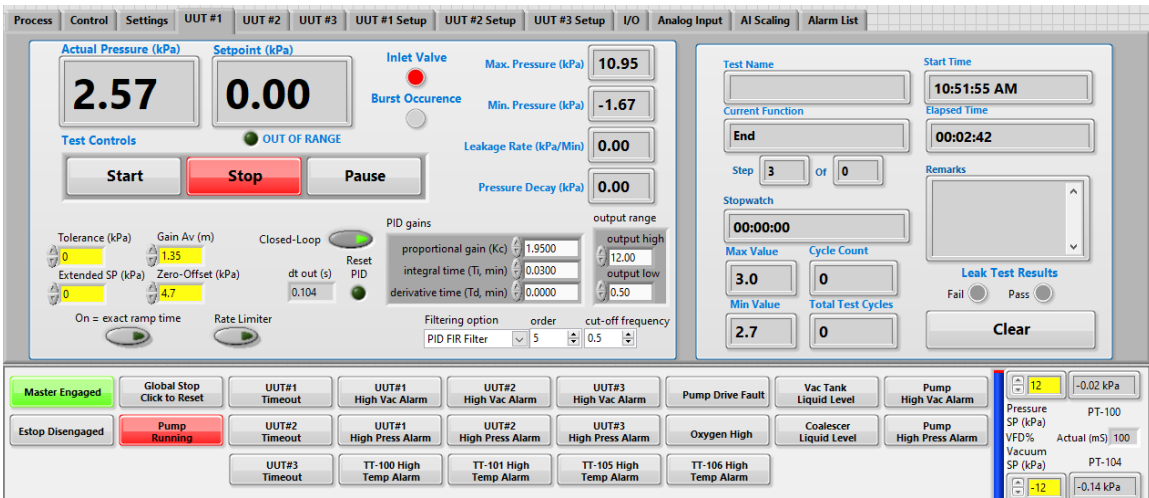 Process Control Settings UUT #1 UUT #2 UUT #3 UUT #1 Setup UUT #2 Setup UUT #3 Setup I/O Analog Input AI Scaling Alarm List
Actual Pressure (kPa)
2.57
Setpoint (kPa)
0.00
OUT OF RANGE
Inlet Valve
Burst Occurence
Max. Pressure (kPa) 10.95
Min. Pressure (kPa) -1.67
Leakage Rate (kPa/Min) 0.00
Pressure Decay (kPa) 0.00
Test Controls
Start Stop Pause
Tolerance (kPa)
0
Gain Av (m)
1.35
Extended SP (kPa)
0
Zero-Offset (kPa)
4.7
Closed-Loop
dt out (s)
0.104
Reset
PID
On = exact ramp time
Rate Limiter
PID gains
proportional gain (Kc) 1.9500
integral time (Ti, min) 0.0300
derivative time (Td, min) 0.0000
output range
output high
12.00
output low
0.50
Filtering option
PID FIR Filter
order
5
cut-off frequency
0.5
Test Name
Current Function
End
Step 3 Of 0
Stopwatch
00:00:00
Max Value
3.0
Cycle Count
0
Min Value
2.7
Total Test Cycles
0
Start Time
10:51:55 AM
Elapsed Time
00:02:42
Remarks
Leak Test Results
Fail Pass
Clear
Master Engaged
Global Stop
Click to Reset
UUT#1
Timeout
UUT#1
High Vac Alarm
UUT#2
High Vac Alarm
UUT#3
High Vac Alarm
Pump Drive Fault
Vac Tank
Liquid Level
Pump
High Vac Alarm
Estop Disengaged
Pump
Running
UUT#2
Timeout
UUT#1
High Press Alarm
UUT#2
High Press Alarm
UUT#3
High Press Alarm
Oxygen High
Coalescer
Liquid Level
Pump
High Press Alarm
UUT#3
Timeout
TT-100 High
Temp Alarm
TT-101 High
Temp Alarm
TT-105 High
Temp Alarm
TT-106 High
Temp Alarm
12 -0.02 kPa
Pressure
SP (kPa)
PT-100
VFD% Actual (mS) 100
Vacuum
SP (kPa)
PT-104
-12 -0.14 kPa